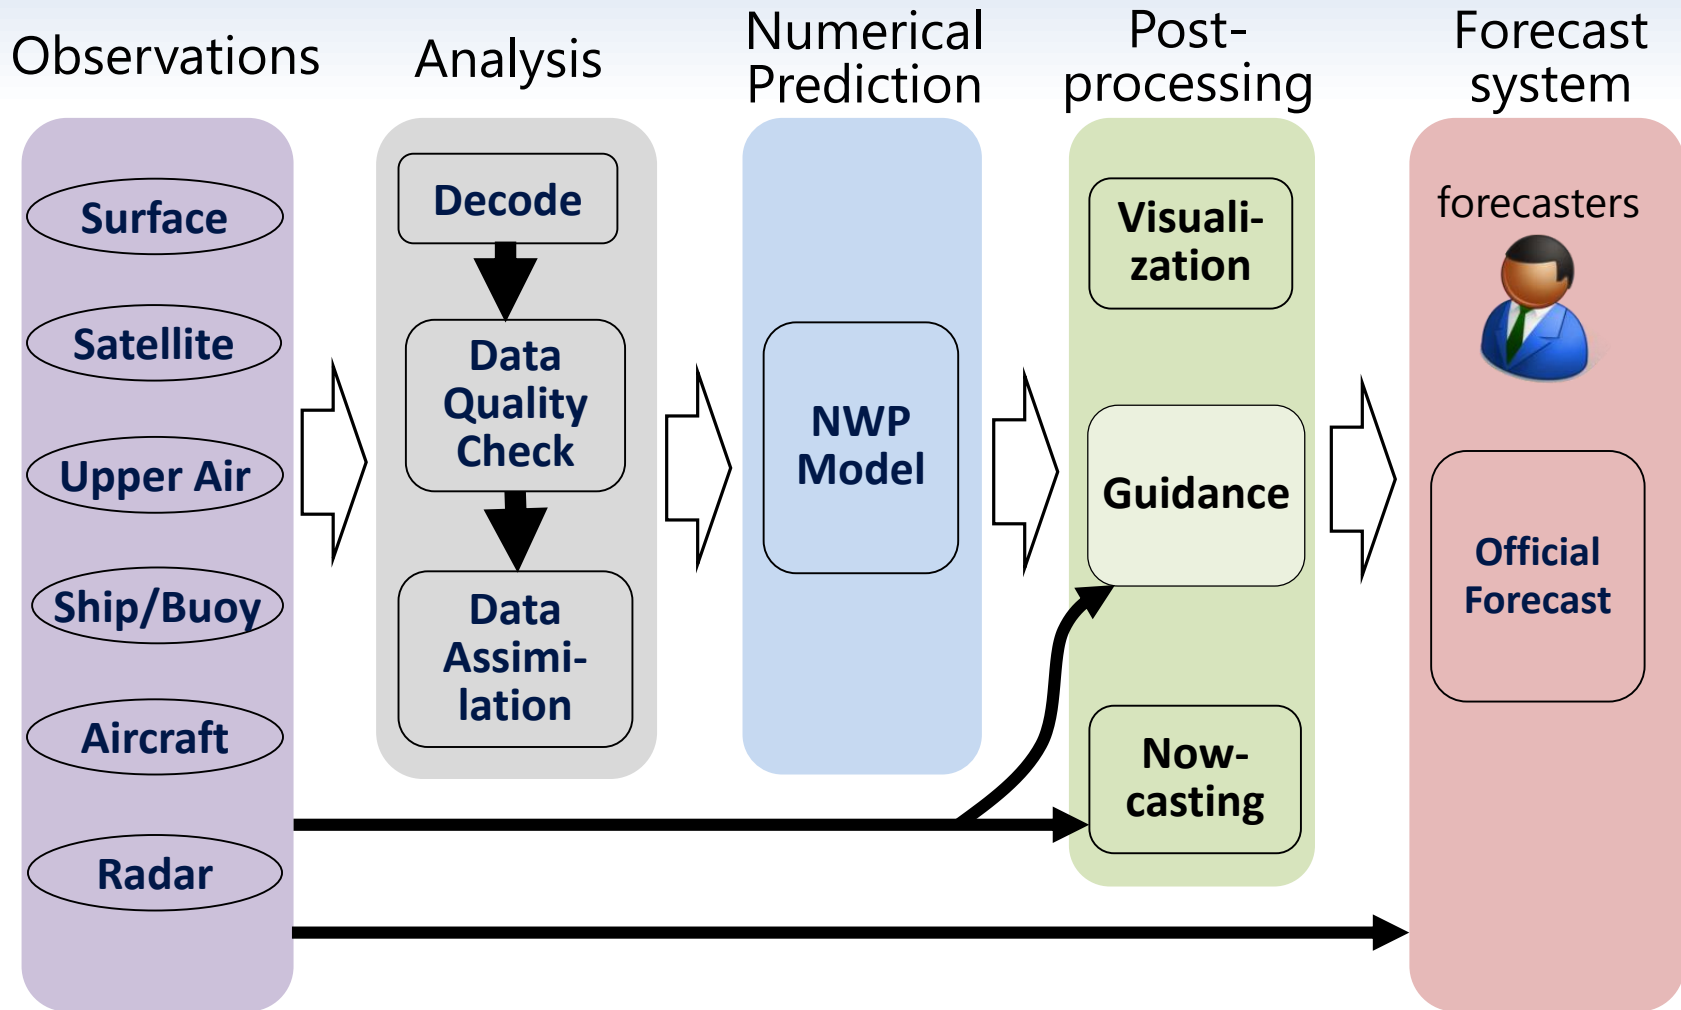 Observations
Analysis
Numerical
Prediction
Post-
processing
Forecast
system
Surface
Satellite
Upper Air
Ship/Buoy
Aircraft
Radar
Decode
Data
Quality
Check
Data
Assimi-
lation
NWP
Model
Visuali-
zation
Guidance
Now-
casting
forecasters
Official
Forecast